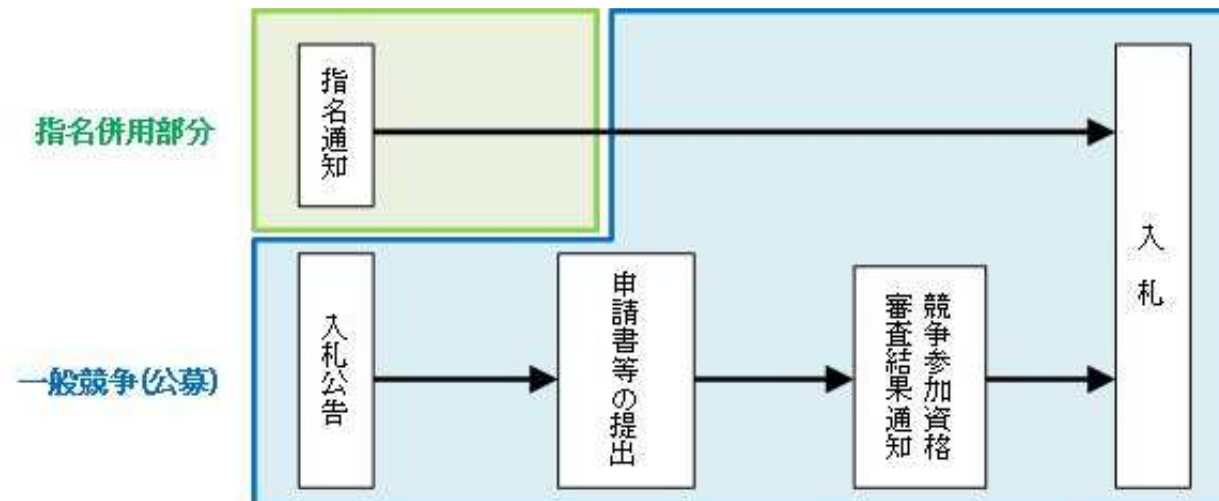 指名併用部分
指名通知
入札
一般競争(公募)
入札公告
申請書等の提出
競争参加資格
審査結果通知